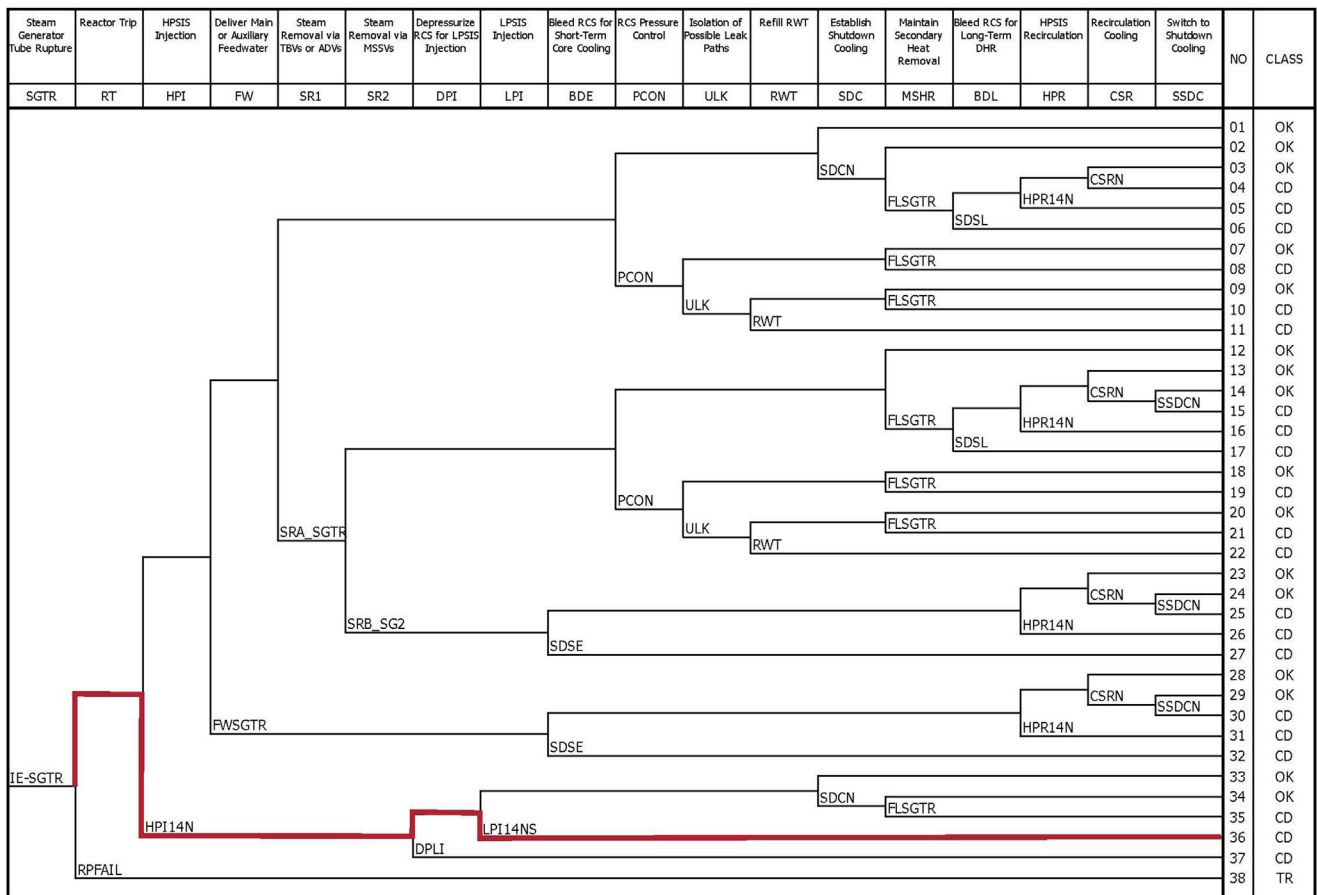 Steam Generator Tube Rupture
Reactor Trip
HPSIS Injection
Deliver Main or Auxiliary Feedwater
Steam Removal via TBVs or ADVs
Steam Removal via MSSVs
Depressurize RCS for LPSIS Injection
LPSIS Injection
Bleed RCS for Short-Term Core Cooling
RCS Pressure Control
Isolation of Possible Leak Paths
Refill RWT
Establish Shutdown Cooling
Maintain Secondary Heat Removal
Bleed RCS for Long-Term DHR
HPSIS Recirculation
Recirculation Cooling
Switch to Shutdown Cooling
NO CLASS
SGTR RT HPI FW SR1 SR2 DPI LPI BDE PCON ULK RWT SDC MSHR BDL HPR CSR SSDC
01 OK
02 OK
SDCN
03 OK
CSRN
04 CD
FLSGTR
HPR14N
05 CD
SDSL
06 CD
07 OK
FLSGTR
08 CD
PCON
09 OK
FLSGTR
ULK
10 CD
RWT
11 CD
12 OK
13 OK
CSRN
14 OK
SSDCN
15 CD
FLSGTR
HPR14N
16 CD
SDSL
17 CD
18 OK
FLSGTR
19 CD
PCON
20 OK
FLSGTR
SRA_SGTR
ULK
21 CD
RWT
22 CD
23 OK
CSRN
24 OK
SSDCN
25 CD
SRB_SG2
HPR14N
26 CD
SDSE
27 CD
28 OK
CSRN
29 OK
SSDCN
30 CD
FWSGTR
HPR14N
31 CD
SDSE
32 CD
IE-SGTR
33 OK
SDCN
34 OK
FLSGTR
35 CD
HPI14N
LPI14NS
36 CD
DPLI
37 CD
RPFAIL
38 TR